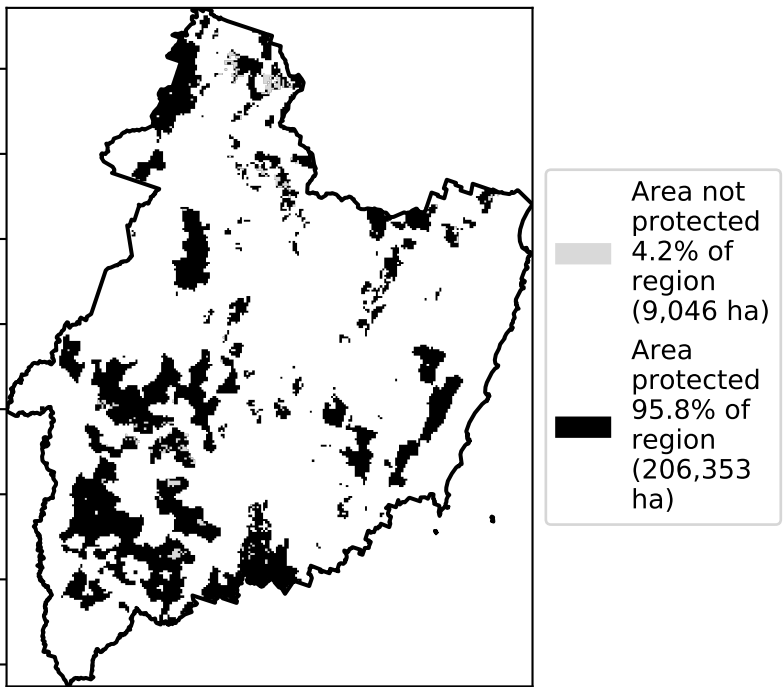 Area not
protected
4.2% of
region
(9,046 ha)
Area
protected
95.8% of
region
(206,353
ha)